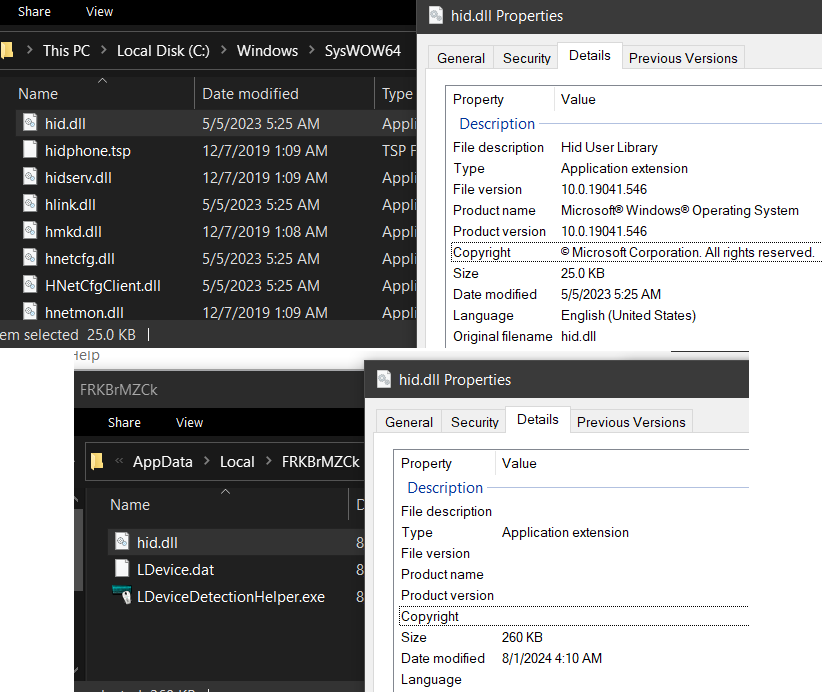 Share View
This PC > Local Disk (C:) > Windows > SysWOW64
Name Date modified Type
hid.dll 5/5/2023 5:25 AM Appli
hidphone.tsp 12/7/2019 1:09 AM TSP F
hidserv.dll 12/7/2019 1:09 AM Appli
hlink.dll 5/5/2023 5:25 AM Appli
hmkd.dll 12/7/2019 1:08 AM Appli
hnetcfg.dll 5/5/2023 5:25 AM Appli
HNetCfgClient.dll 5/5/2023 5:25 AM Appli
hnetmon.dll 12/7/2019 1:09 AM Appli
em selected 25.0 KB
hid.dll Properties
General Security Details Previous Versions
Property Value
Description
File description Hid User Library
Type Application extension
File version 10.0.19041.546
Product name Microsoft® Windows® Operating System
Product version 10.0.19041.546
Copyright © Microsoft Corporation. All rights reserved.
Size 25.0 KB
Date modified 5/5/2023 5:25 AM
Language English (United States)
Original filename hid.dll
Help
FRKBrMZCk
Share View
« AppData > Local > FRKBrMZCk
Name D
hid.dll 8
LDevice.dat 8
LDeviceDetectionHelper.exe 8
hid.dll Properties
General Security Details Previous Versions
Property Value
Description
File description
Type Application extension
File version
Product name
Product version
Copyright
Size 260 KB
Date modified 8/1/2024 4:10 AM
Language